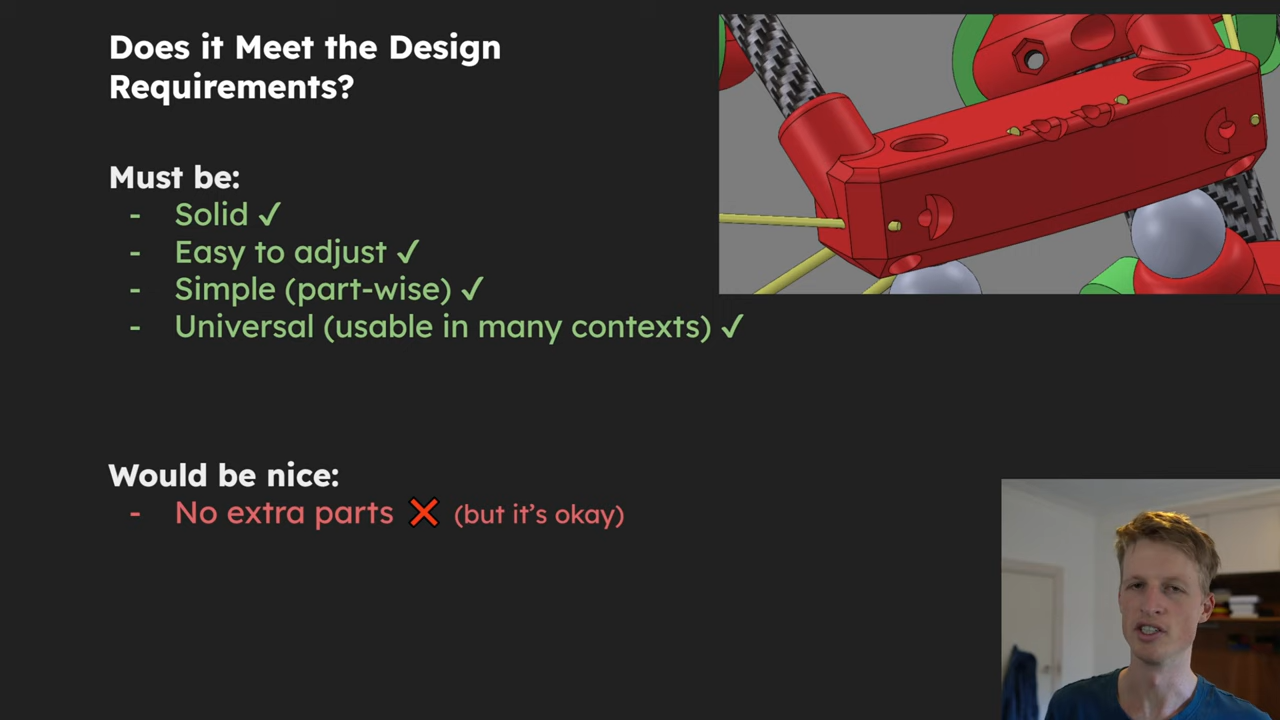 Does it Meet the Design
Requirements?
Must be:
- Solid ✓
- Easy to adjust ✓
- Simple (part-wise) ✓
- Universal (usable in many contexts) ✓
Would be nice:
- No extra parts ❌ (but it's okay)